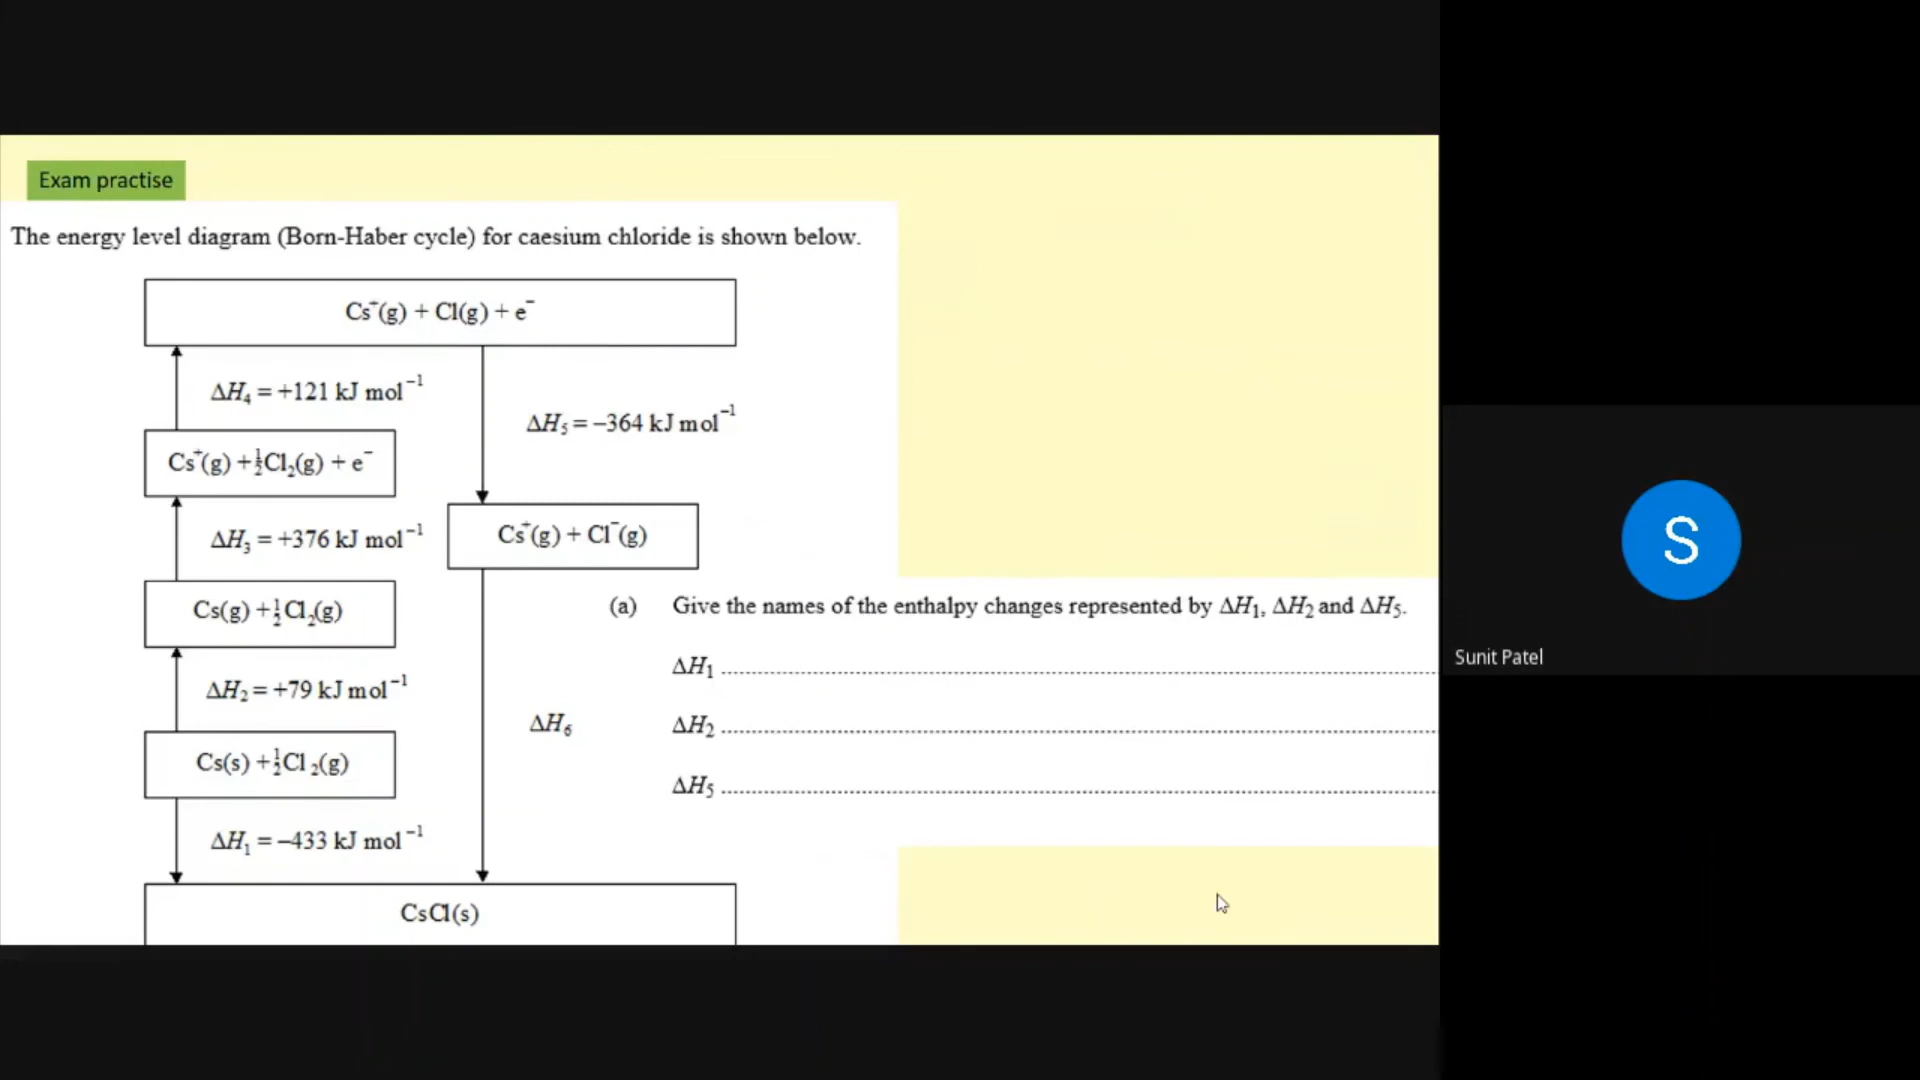 Exam practise
The energy level diagram (Born-Haber cycle) for caesium chloride is shown below.
Cs⁺(g) + Cl(g) + e⁻
ΔH₄ = +121 kJ mol⁻¹
ΔH₅ = –364 kJ mol⁻¹
Cs⁺(g) + ½Cl₂(g) + e⁻
ΔH₃ = +376 kJ mol⁻¹
Cs⁺(g) + Cl⁻(g)
Cs(g) + ½Cl₂(g)
(a) Give the names of the enthalpy changes represented by ΔH₁, ΔH₂ and ΔH₅.
ΔH₁
ΔH₂ = +79 kJ mol⁻¹
ΔH₆
ΔH₂
Cs(s) + ½Cl₂(g)
ΔH₅
ΔH₁ = –433 kJ mol⁻¹
CsCl(s)
S
Sunit Patel